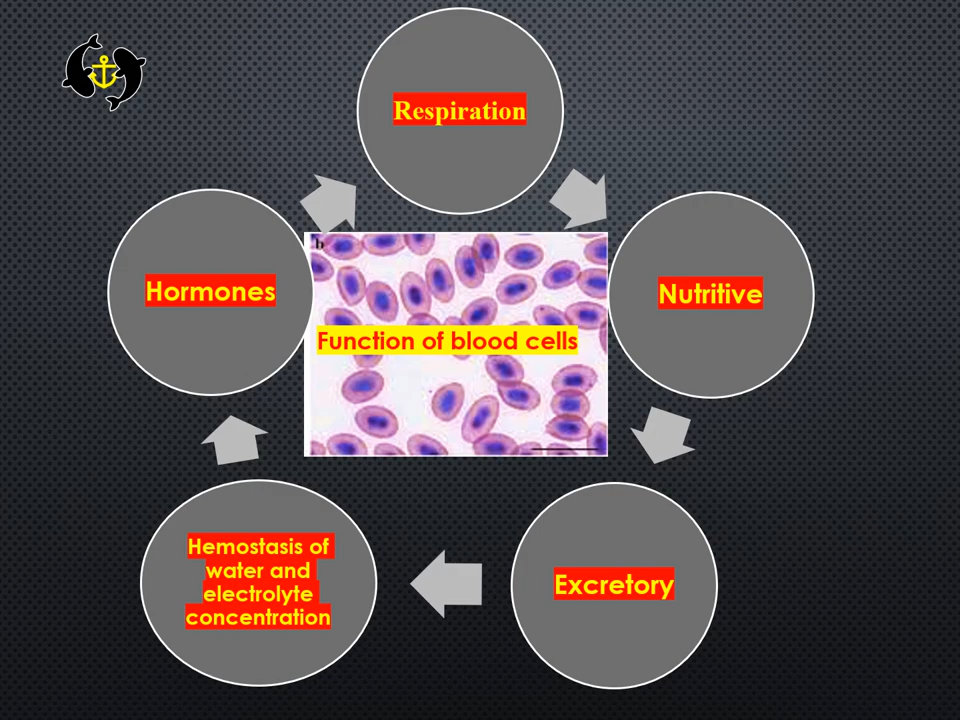 Respiration
Nutritive
Excretory
Hemostasis of
water and
electrolyte
concentration
Hormones
b
Function of blood cells